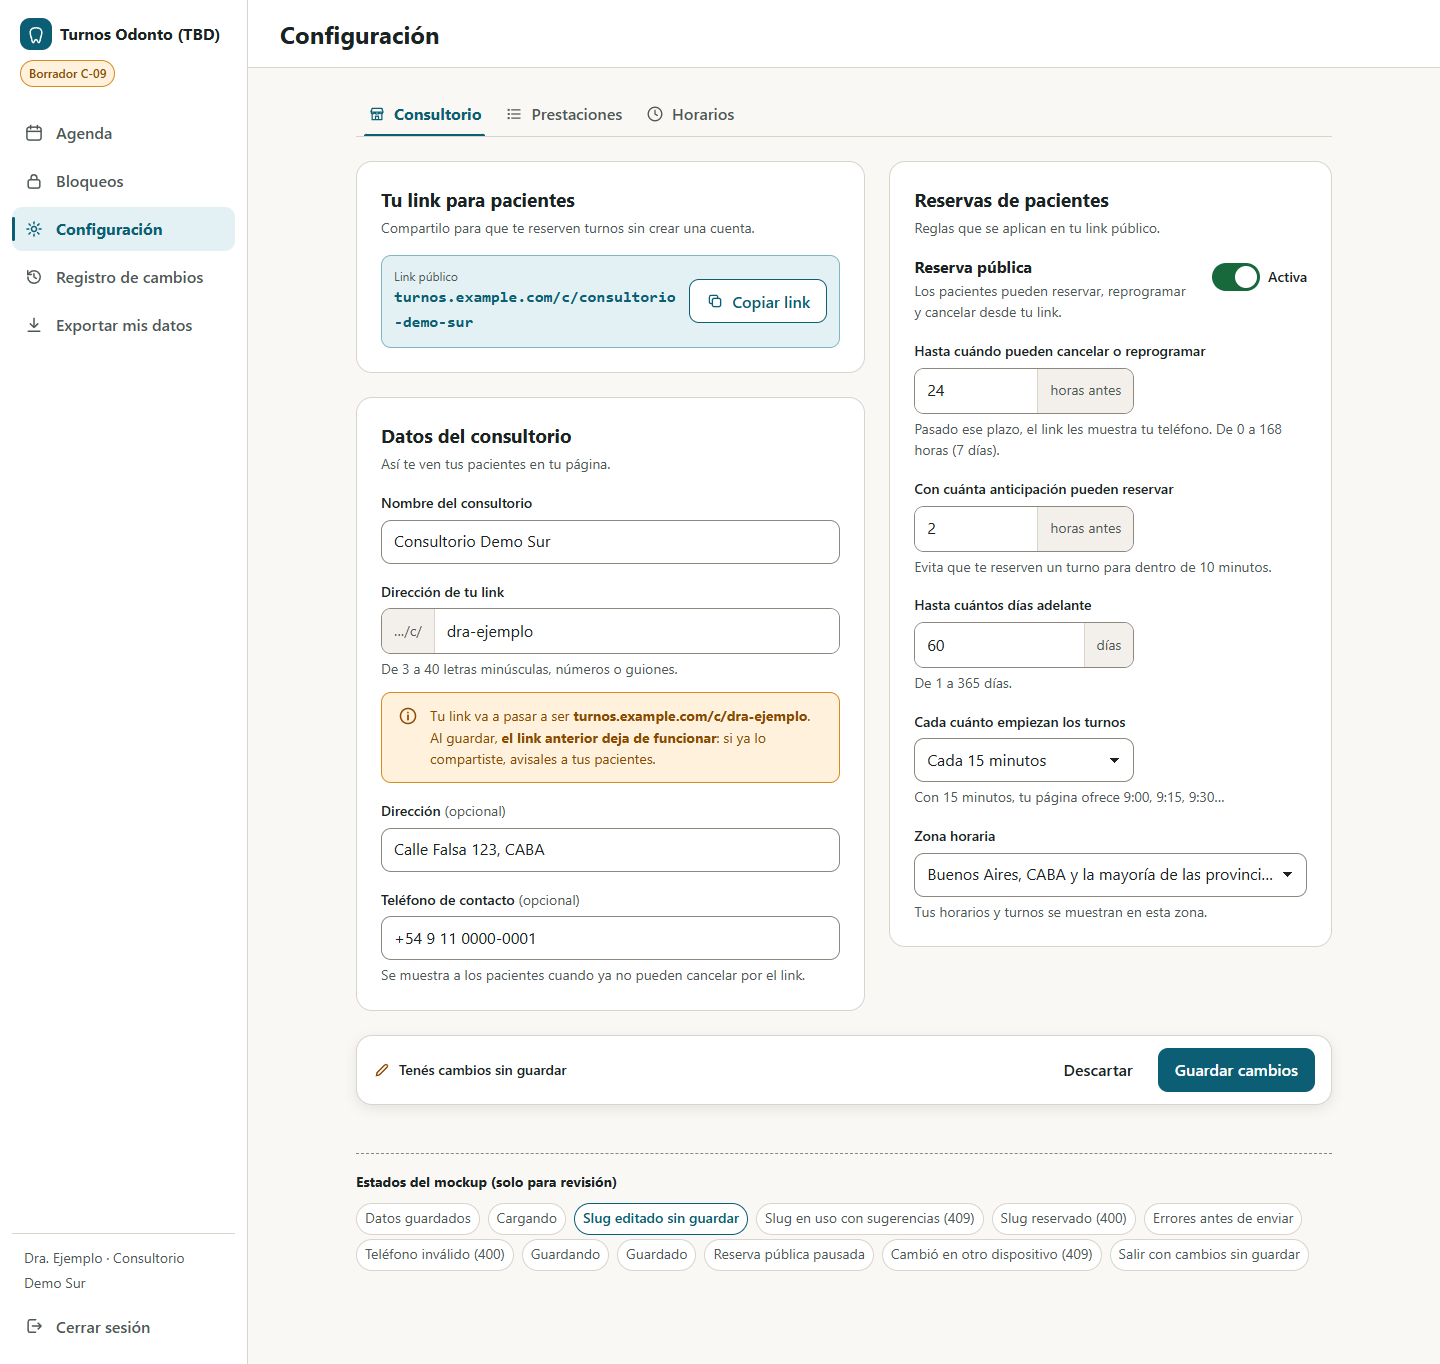 Turnos Odonto (TBD)
Borrador C-09
Agenda
Bloqueos
Configuración
Registro de cambios
Exportar mis datos
Dra. Ejemplo · Consultorio
Demo Sur
Cerrar sesión
Configuración
Consultorio
Prestaciones
Horarios
Tu link para pacientes
Compartilo para que te reserven turnos sin crear una cuenta.
Link público
turnos.example.com/c/consultorio
-demo-sur
Copiar link
Datos del consultorio
Así te ven tus pacientes en tu página.
Nombre del consultorio
Consultorio Demo Sur
Dirección de tu link
.../c/ dra-ejemplo
De 3 a 40 letras minúsculas, números o guiones.
Tu link va a pasar a ser turnos.example.com/c/dra-ejemplo.
Al guardar, el link anterior deja de funcionar: si ya lo
compartiste, avisales a tus pacientes.
Dirección (opcional)
Calle Falsa 123, CABA
Teléfono de contacto (opcional)
+54 9 11 0000-0001
Se muestra a los pacientes cuando ya no pueden cancelar por el link.
Reservas de pacientes
Reglas que se aplican en tu link público.
Reserva pública
Los pacientes pueden reservar, reprogramar
y cancelar desde tu link.
Activa
Hasta cuándo pueden cancelar o reprogramar
24 horas antes
Pasado ese plazo, el link les muestra tu teléfono. De 0 a 168
horas (7 días).
Con cuánta anticipación pueden reservar
2 horas antes
Evita que te reserven un turno para dentro de 10 minutos.
Hasta cuántos días adelante
60 días
De 1 a 365 días.
Cada cuánto empiezan los turnos
Cada 15 minutos
Con 15 minutos, tu página ofrece 9:00, 9:15, 9:30...
Zona horaria
Buenos Aires, CABA y la mayoría de las provinci...
Tus horarios y turnos se muestran en esta zona.
Tenés cambios sin guardar
Descartar
Guardar cambios
Estados del mockup (solo para revisión)
Datos guardados
Cargando
Slug editado sin guardar
Slug en uso con sugerencias (409)
Slug reservado (400)
Errores antes de enviar
Teléfono inválido (400)
Guardando
Guardado
Reserva pública pausada
Cambió en otro dispositivo (409)
Salir con cambios sin guardar